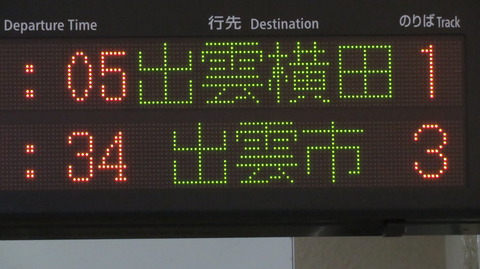 Departure Time 行先 Destination のりば Track
: 05 出雲横田 1
: 34 出雲市 3